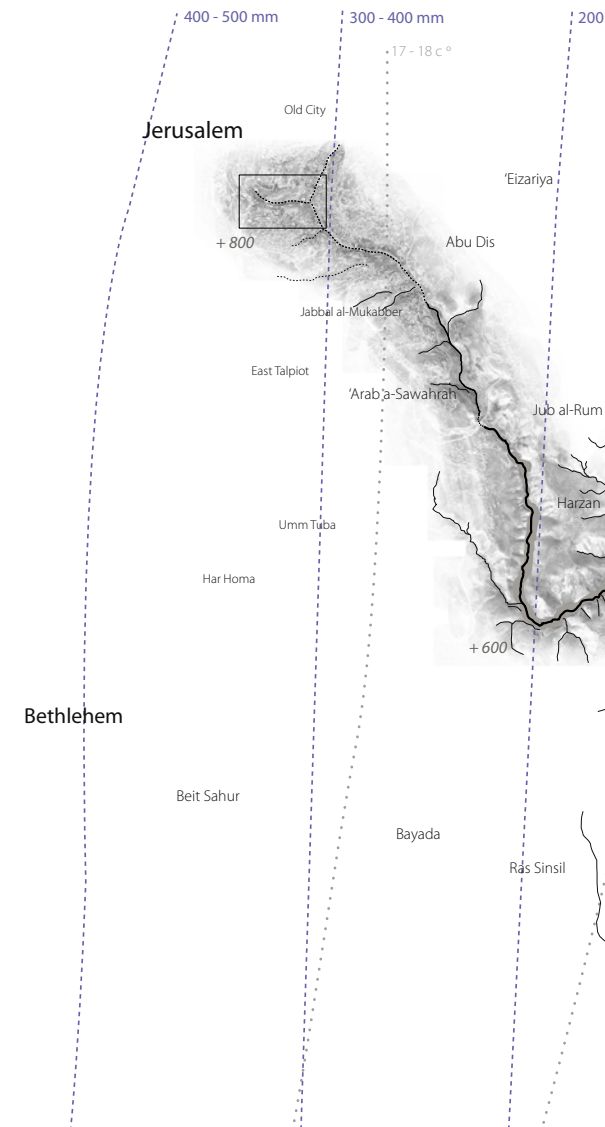 400 - 500 mm
300 - 400 mm
200
17 - 18 c °
Old City
Jerusalem
'Eizariya
+ 800
Abu Dis
Jabbal al-Mukabber
East Talpiot
'Arab a-Sawahrah
Jub al-Rum
Harzan
Umm Tuba
Har Homa
+ 600
Bethlehem
Beit Sahur
Bayada
Ras Sinsil